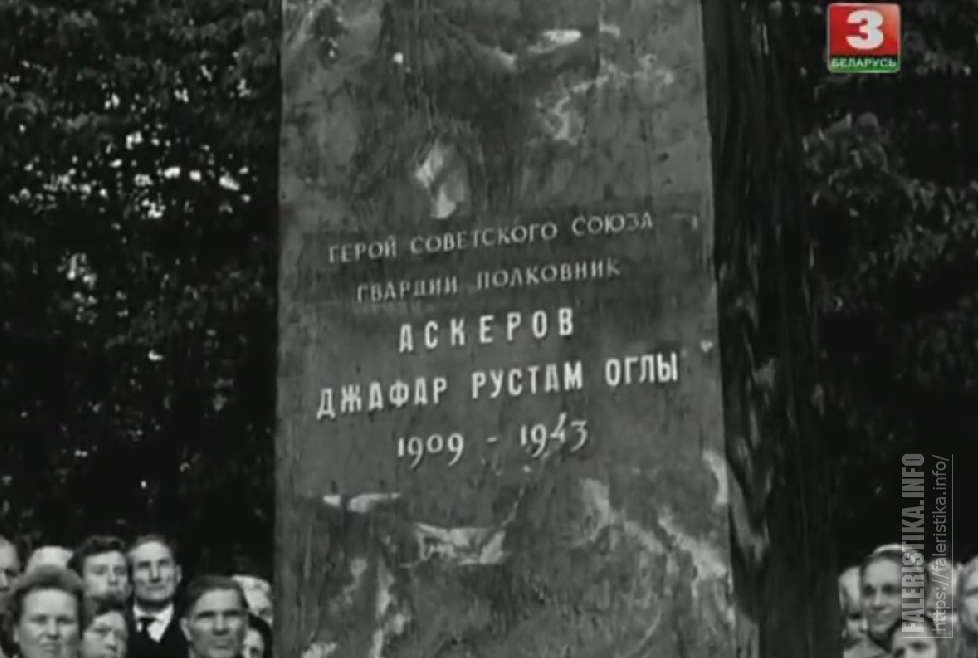 3
БЕЛАРУСЬ
ГЕРОЙ СОВЕТСКОГО СОЮЗА
ГВАРДИИ ПОЛКОВНИК
АСКЕРОВ
ДЖАФАР РУСТАМ ОГЛЫ
1909 - 1943
FALERISTIKA.INFO
https://faleristika.info/